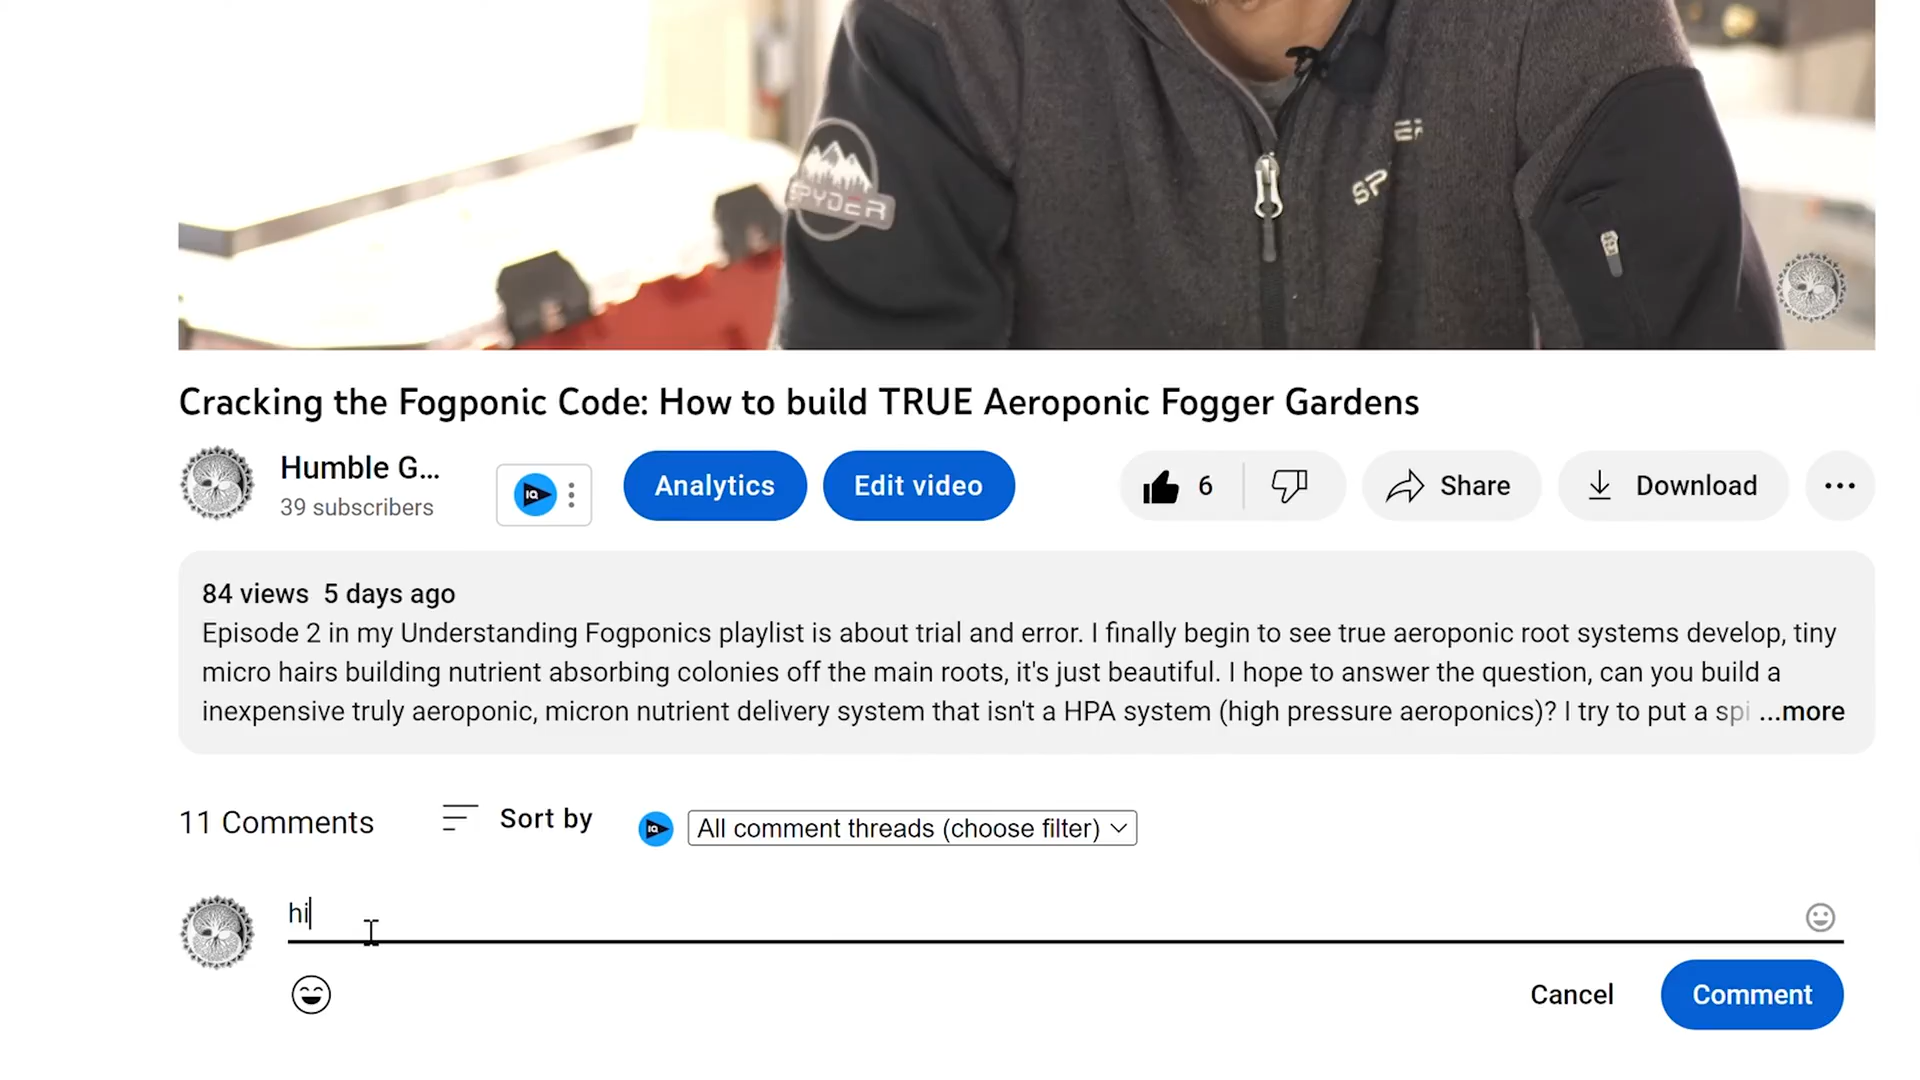 SPYDER
SP
Cracking the Fogponic Code: How to build TRUE Aeroponic Fogger Gardens
Humble G...
39 subscribers
IQ
Analytics
Edit video
6
Share
Download
84 views 5 days ago
Episode 2 in my Understanding Fogponics playlist is about trial and error. I finally begin to see true aeroponic root systems develop, tiny
micro hairs building nutrient absorbing colonies off the main roots, it's just beautiful. I hope to answer the question, can you build a
inexpensive truly aeroponic, micron nutrient delivery system that isn't a HPA system (high pressure aeroponics)? I try to put a spi ...more
11 Comments
Sort by
IQ
All comment threads (choose filter)
hi
Cancel
Comment